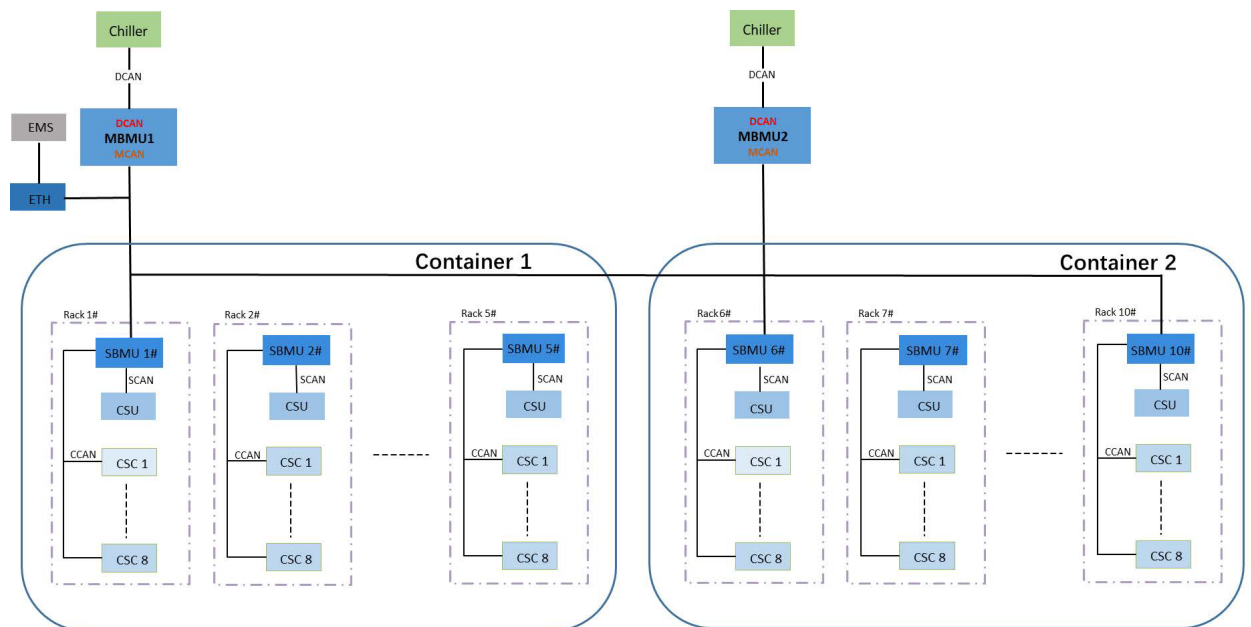 Chiller
Chiller
DCAN
DCAN
EMS
DCAN
MBMU1
MCAN
DCAN
MBMU2
MCAN
ETH
Container 1
Container 2
Rack 1#
Rack 2#
Rack 5#
Rack 6#
Rack 7#
Rack 10#
SBMU 1#
SBMU 2#
SBMU 5#
SBMU 6#
SBMU 7#
SBMU 10#
SCAN
SCAN
SCAN
SCAN
SCAN
SCAN
CSU
CSU
CSU
CSU
CSU
CSU
CCAN
CSC 1
CCAN
CSC 1
CCAN
CSC 1
CCAN
CSC 1
CCAN
CSC 1
CCAN
CSC 1
CSC 8
CSC 8
CSC 8
CSC 8
CSC 8
CSC 8